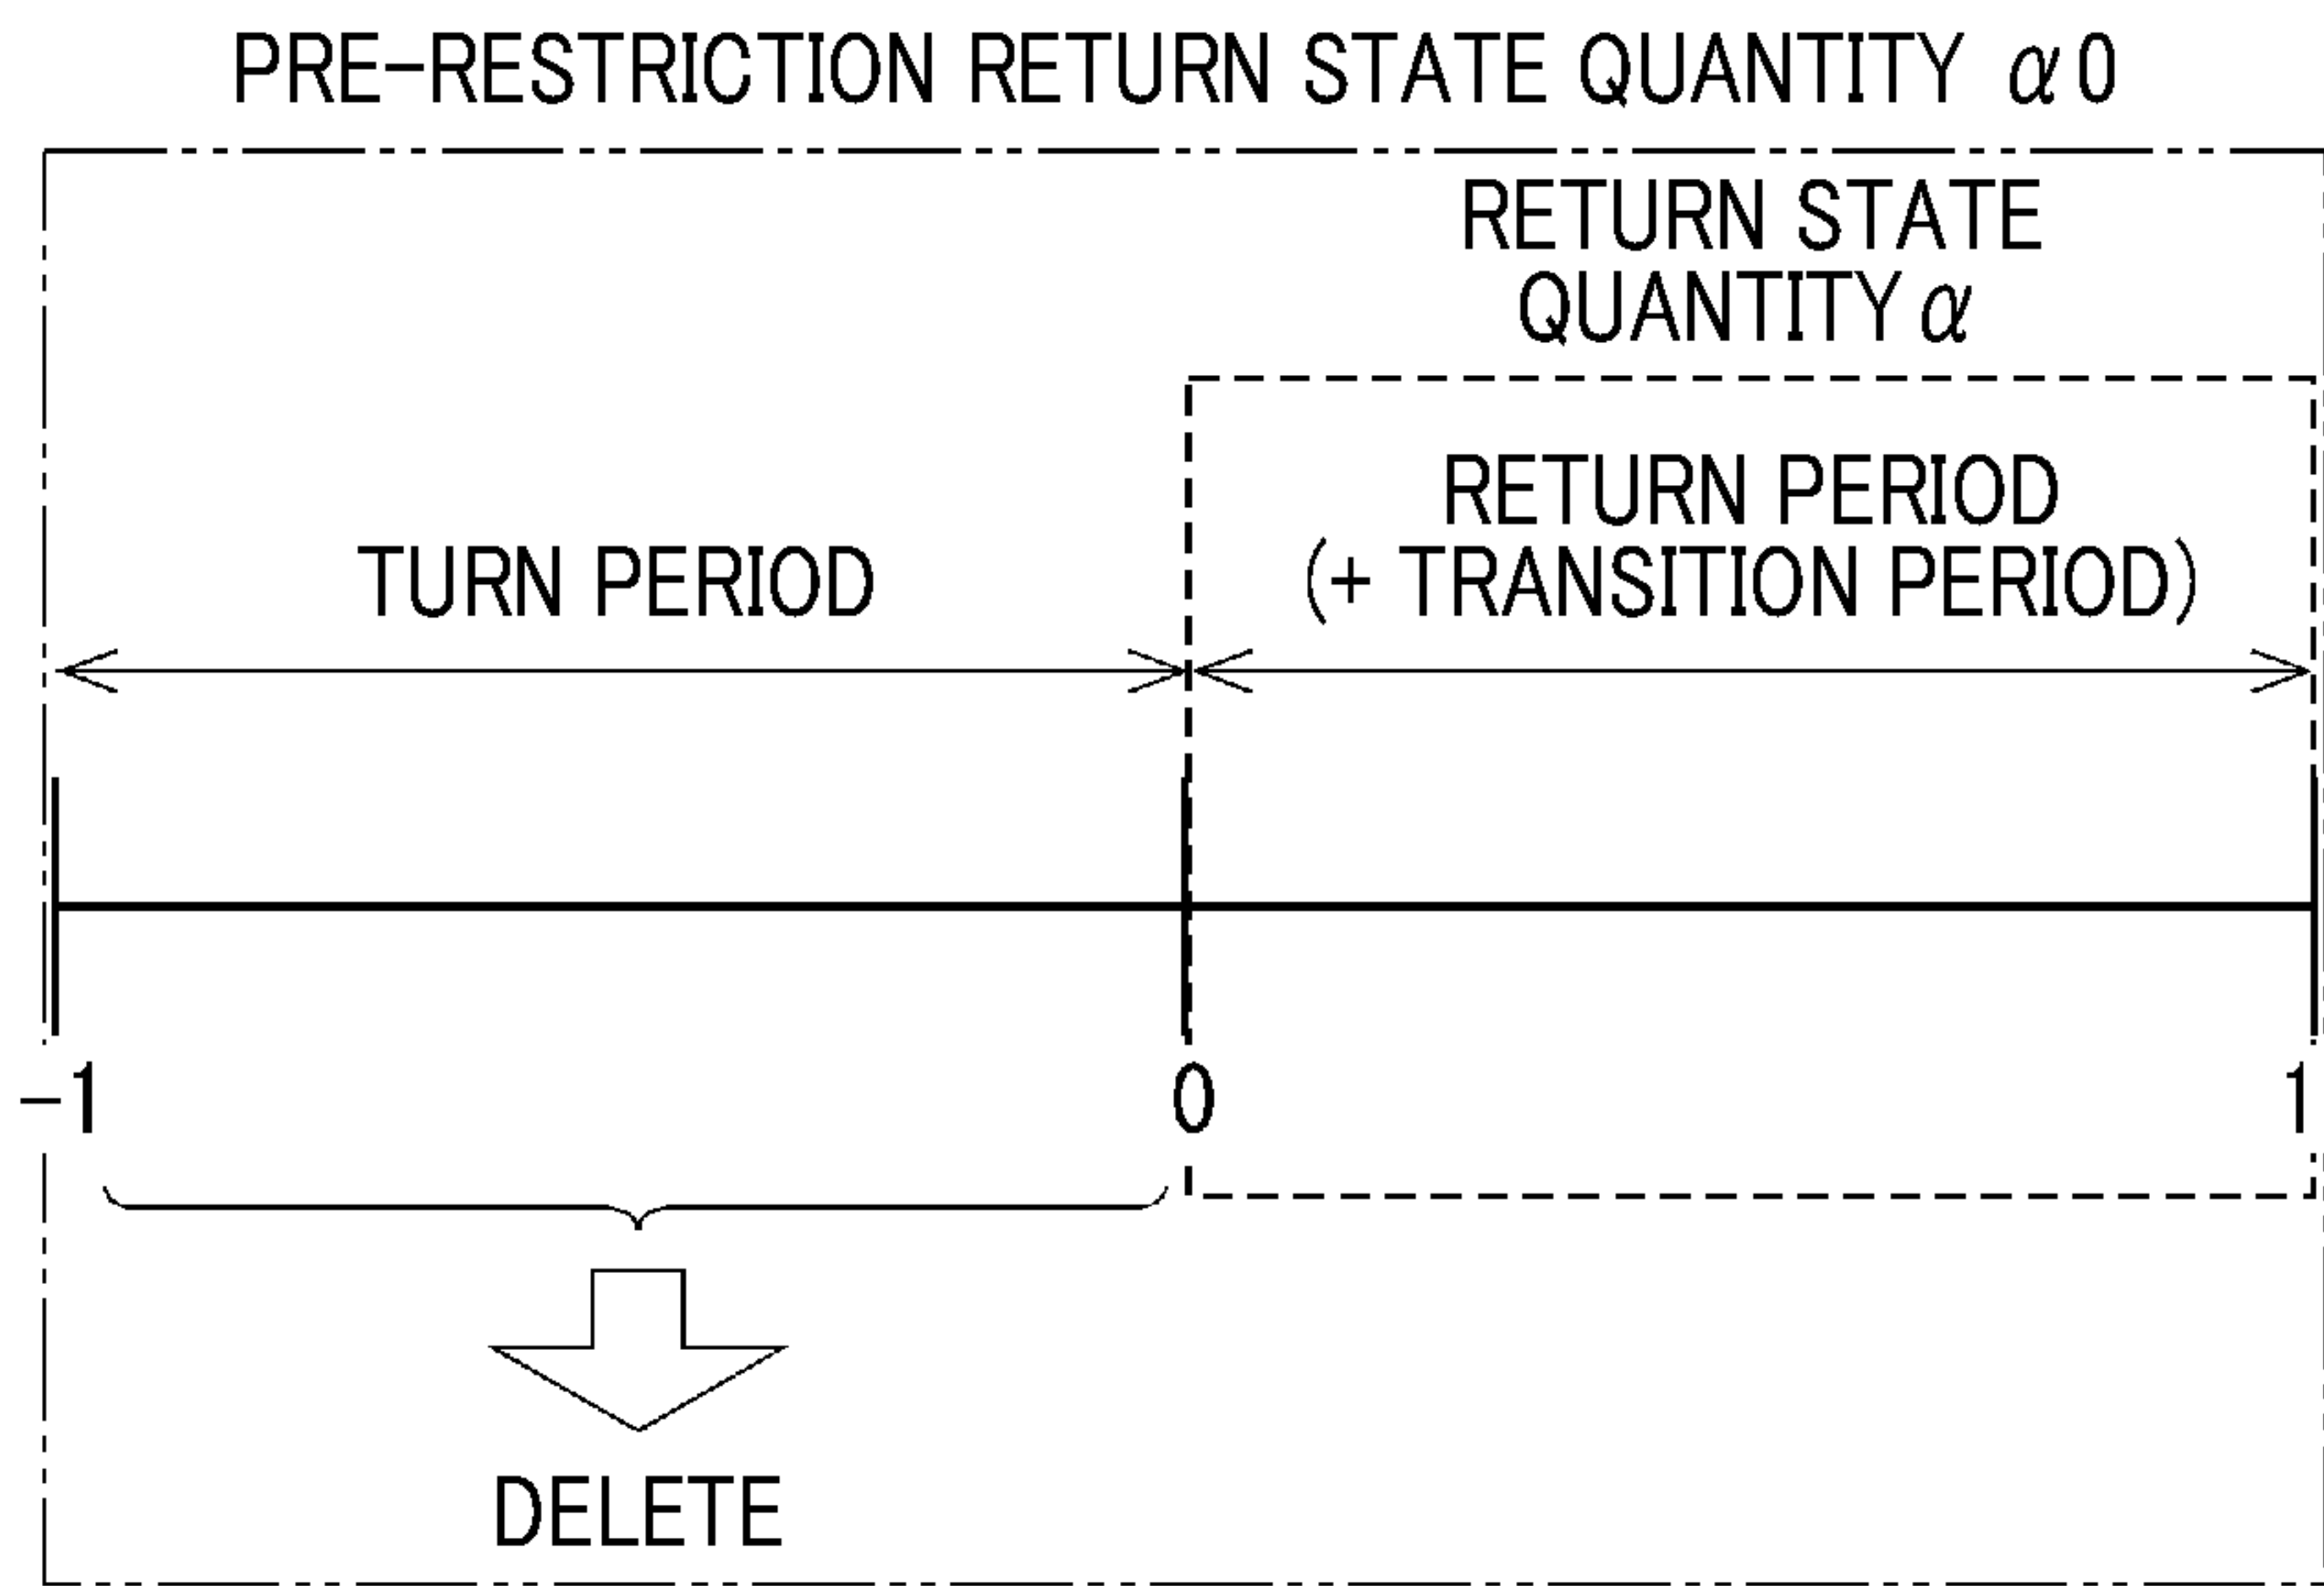 PRE-RESTRICTION RETURN STATE QUANTITY α0
RETURN STATE
QUANTITY α
RETURN PERIOD
(+ TRANSITION PERIOD)
TURN PERIOD
-1
0
1
DELETE